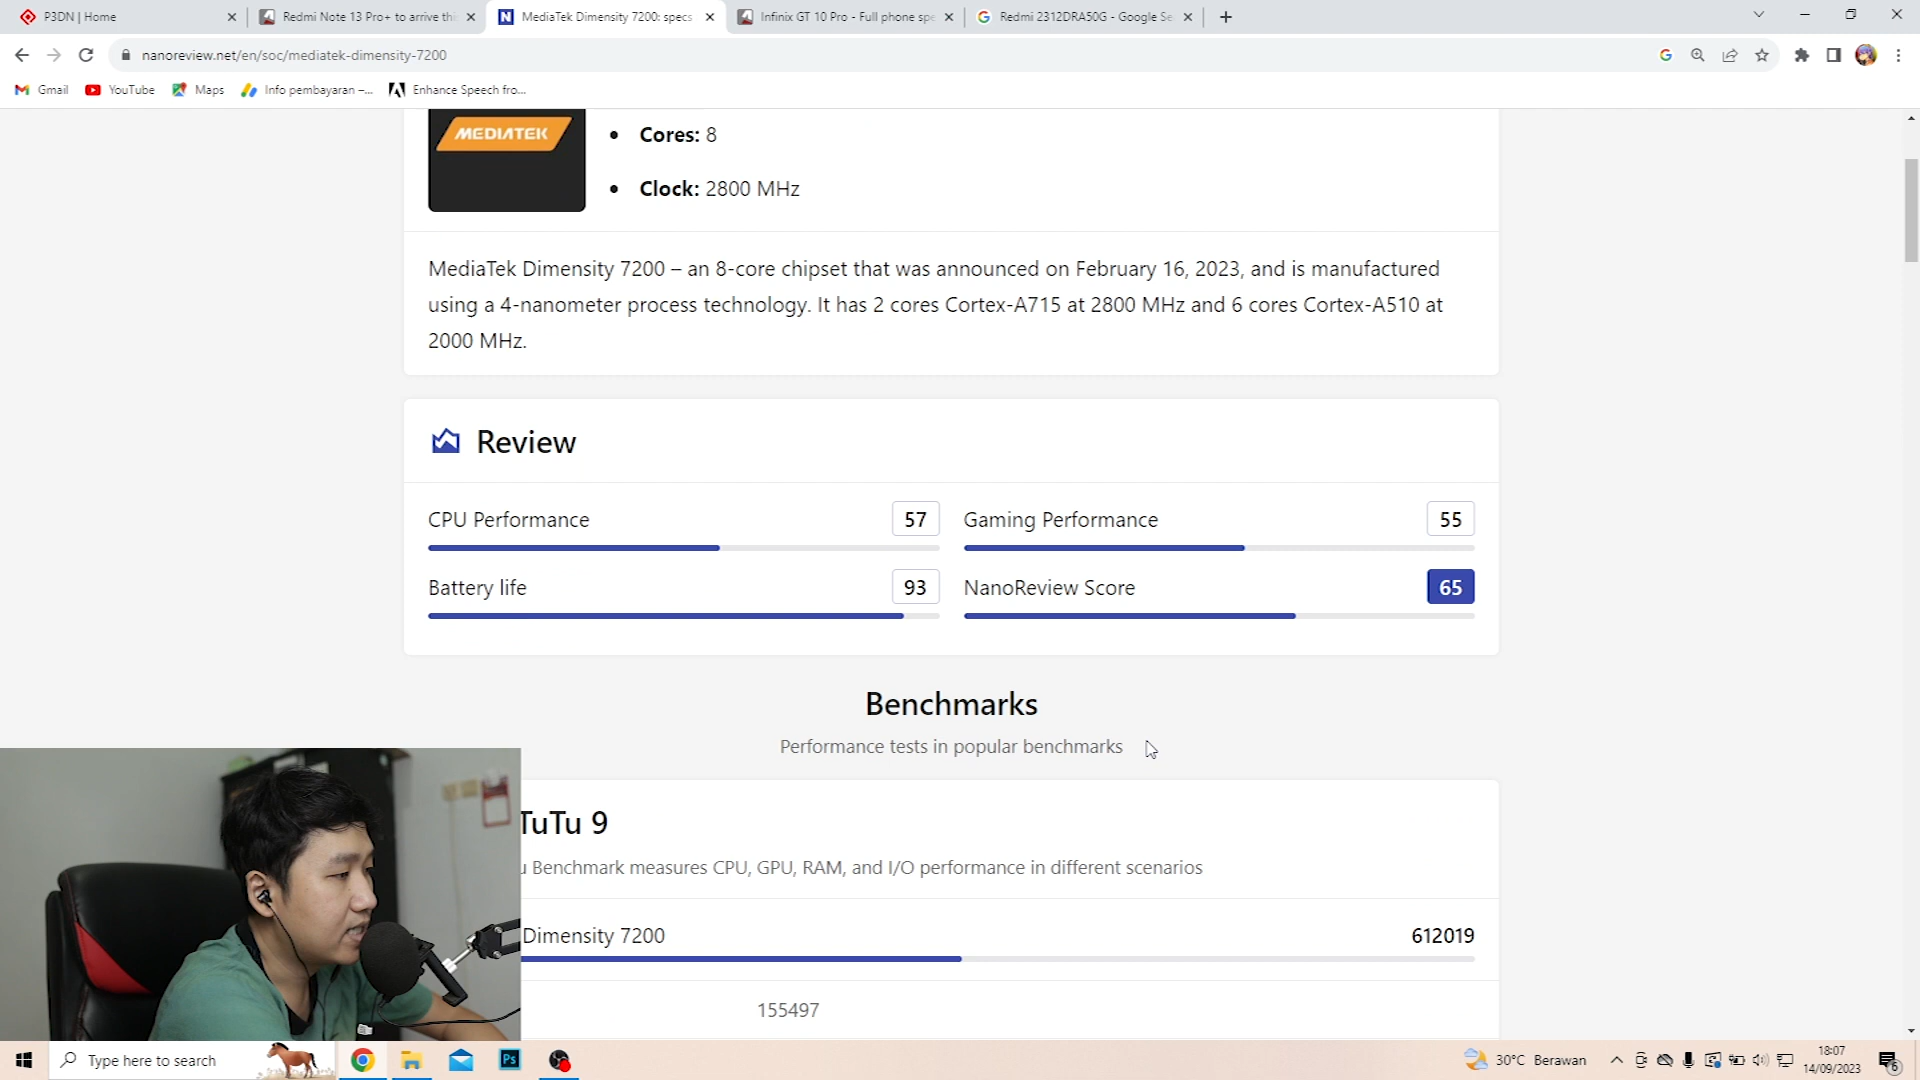 P3DN | Home
Redmi Note 13 Pro+ to arrive thi
MediaTek Dimensity 7200: specs
Infinix GT 10 Pro - Full phone spe
Redmi 2312DRA50G - Google Se
nanoreview.net/en/soc/mediatek-dimensity-7200
Gmail
YouTube
Maps
Info pembayaran –...
Enhance Speech fro...
MEDIATEK
• Cores: 8
• Clock: 2800 MHz
MediaTek Dimensity 7200 – an 8-core chipset that was announced on February 16, 2023, and is manufactured
using a 4-nanometer process technology. It has 2 cores Cortex-A715 at 2800 MHz and 6 cores Cortex-A510 at
2000 MHz.
Review
CPU Performance 57
Gaming Performance 55
Battery life 93
NanoReview Score 65
Benchmarks
Performance tests in popular benchmarks
TuTu 9
u Benchmark measures CPU, GPU, RAM, and I/O performance in different scenarios
Dimensity 7200 612019
155497
Type here to search
Ps
30°C Berawan
18:07
14/09/2023
6